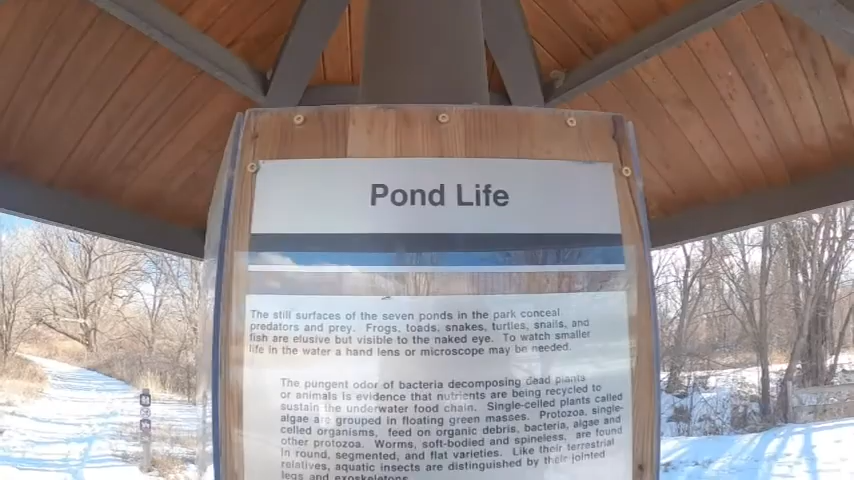 Pond Life
The still surfaces of the seven ponds in the park conceal
predators and prey. Frogs, toads, snakes, turtles, snails, and
fish are elusive but visible to the naked eye. To watch smaller
life in the water a hand lens or microscope may be needed.
The pungent odor of bacteria decomposing dead plants
or animals is evidence that nutrients are being recycled to
sustain the underwater food chain. Single-celled plants called
algae are grouped in floating green masses. Protozoa, single-
celled organisms, feed on organic debris, bacteria, algae and
other protozoa. Worms, soft-bodied and spineless, are found
in round, segmented, and flat varieties. Like their terrestrial
relatives, aquatic insects are distinguished by their jointed
legs and exoskeletons.